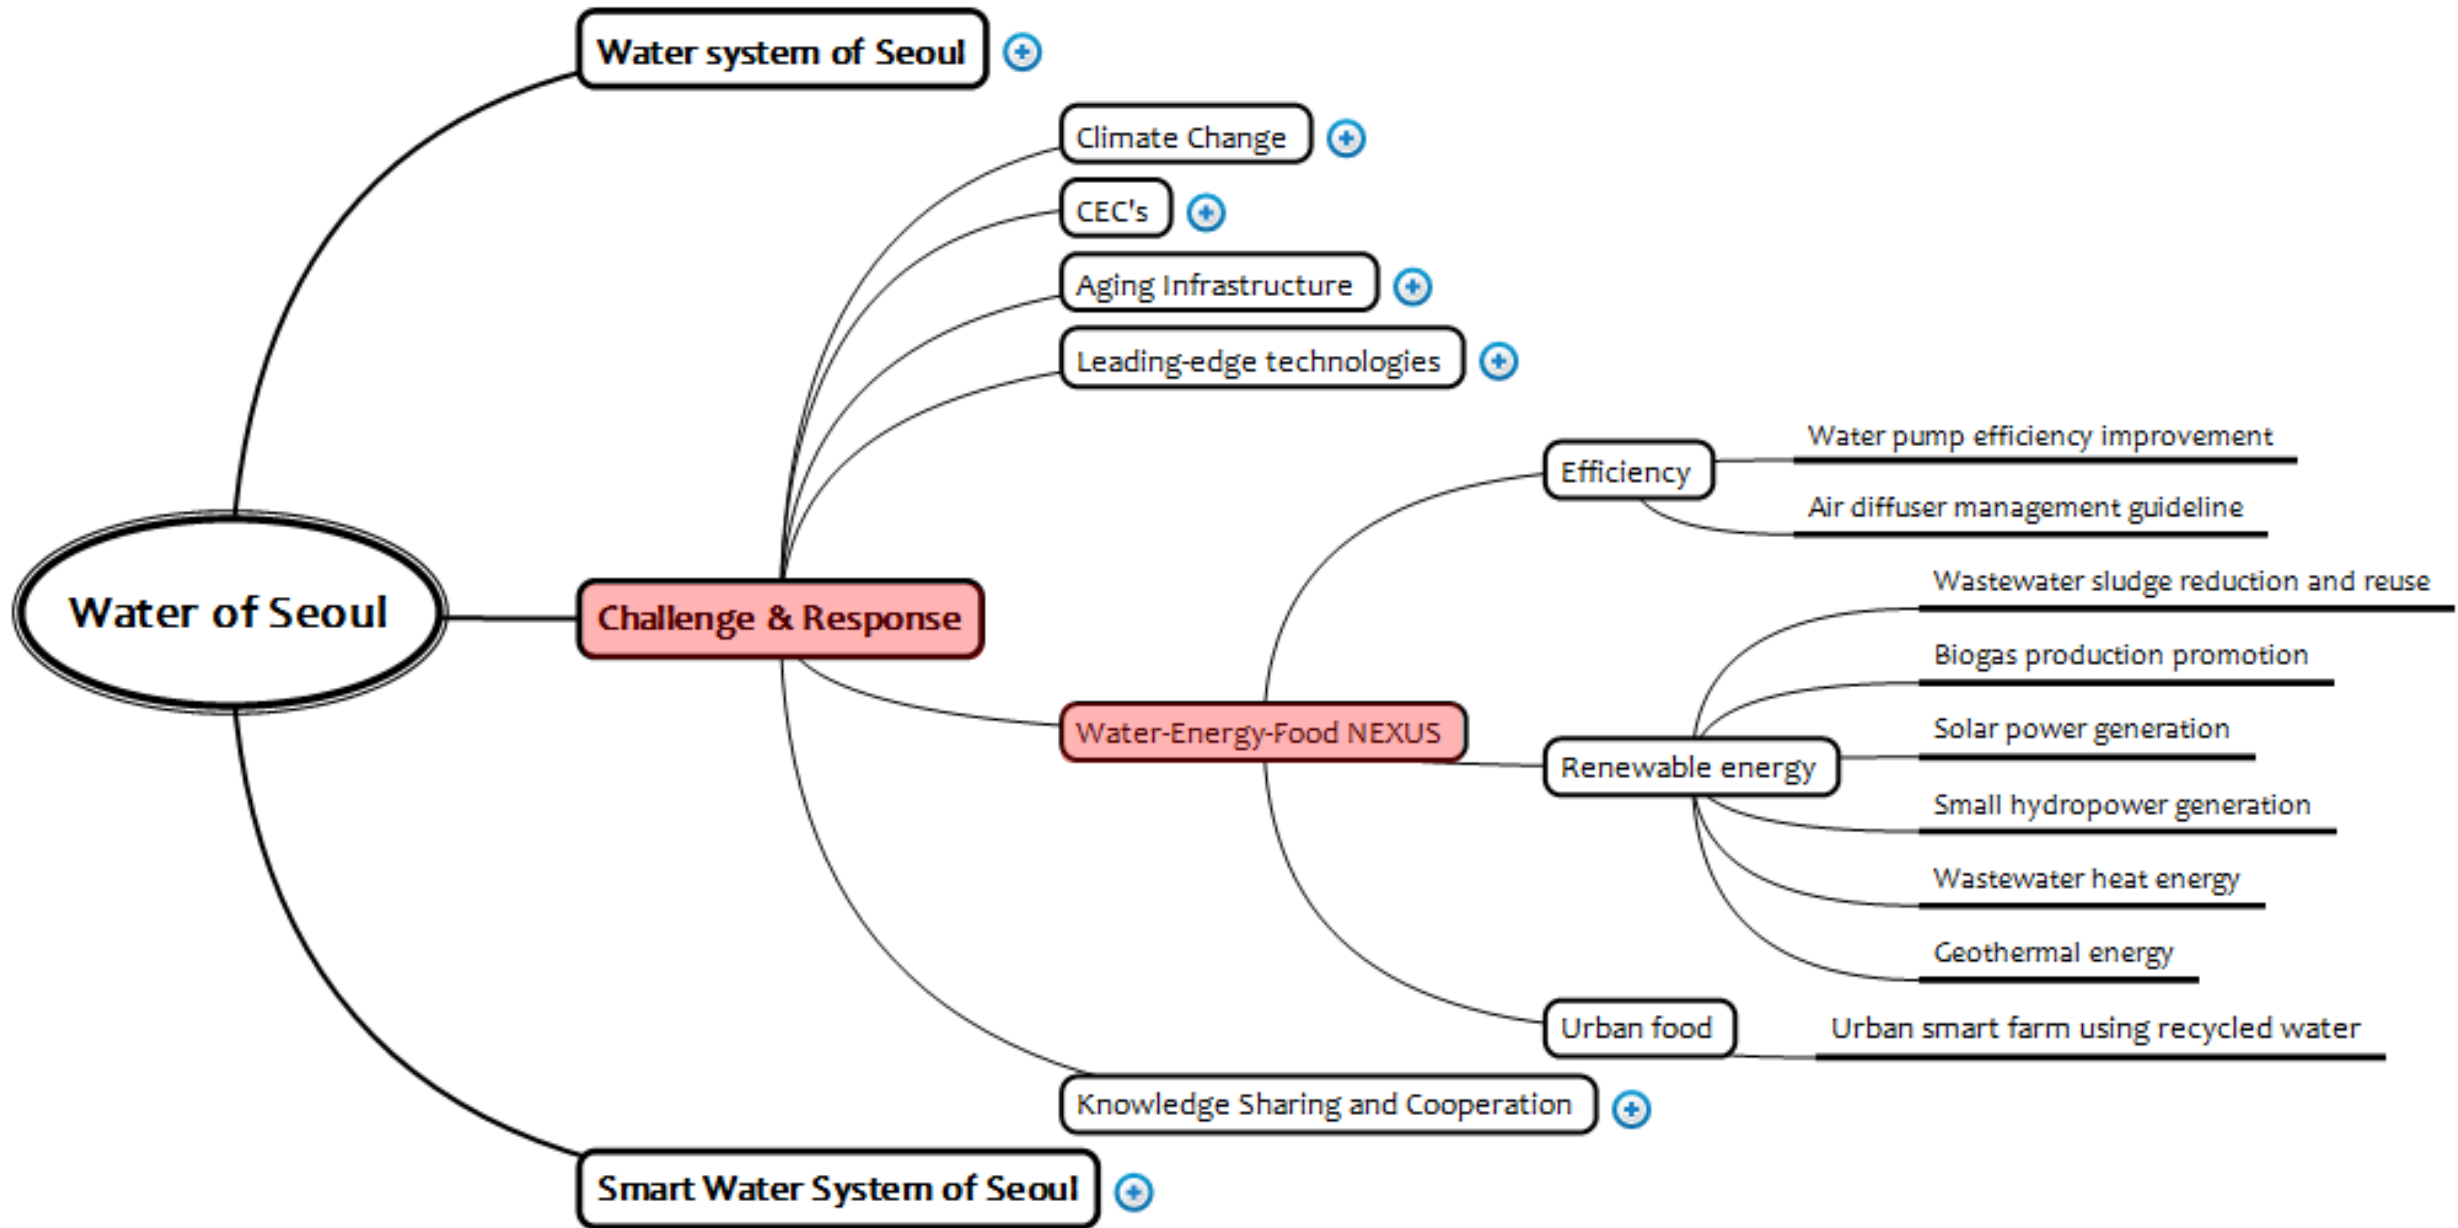 Water system of Seoul
Climate Change
CEC's
Aging Infrastructure
Leading-edge technologies
Efficiency
Water pump efficiency improvement
Air diffuser management guideline
Water of Seoul
Challenge & Response
Water-Energy-Food NEXUS
Renewable energy
Wastewater sludge reduction and reuse
Biogas production promotion
Solar power generation
Small hydropower generation
Wastewater heat energy
Geothermal energy
Urban food
Urban smart farm using recycled water
Knowledge Sharing and Cooperation
Smart Water System of Seoul